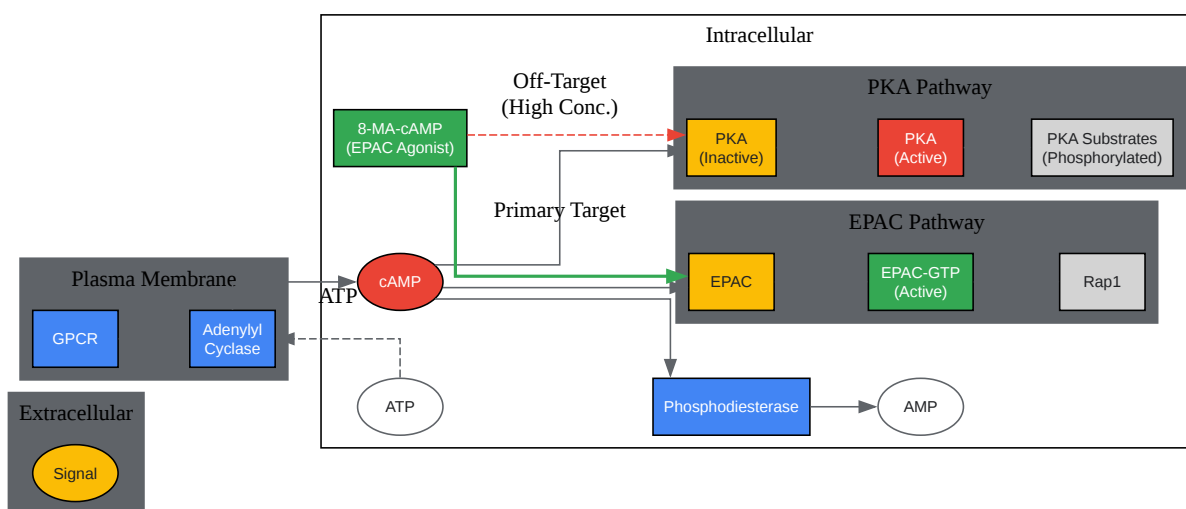 Intracellular
Off-Target
(High Conc.)
PKA Pathway
8-MA-cAMP
(EPAC Agonist)
PKA
(Inactive)
PKA
(Active)
PKA Substrates
(Phosphorylated)
Primary Target
EPAC Pathway
Plasma Membrane
cAMP
EPAC
EPAC-GTP
(Active)
Rap1
ATP
GPCR
Adenylyl
Cyclase
ATP
Phosphodiesterase
AMP
Extracellular
Signal